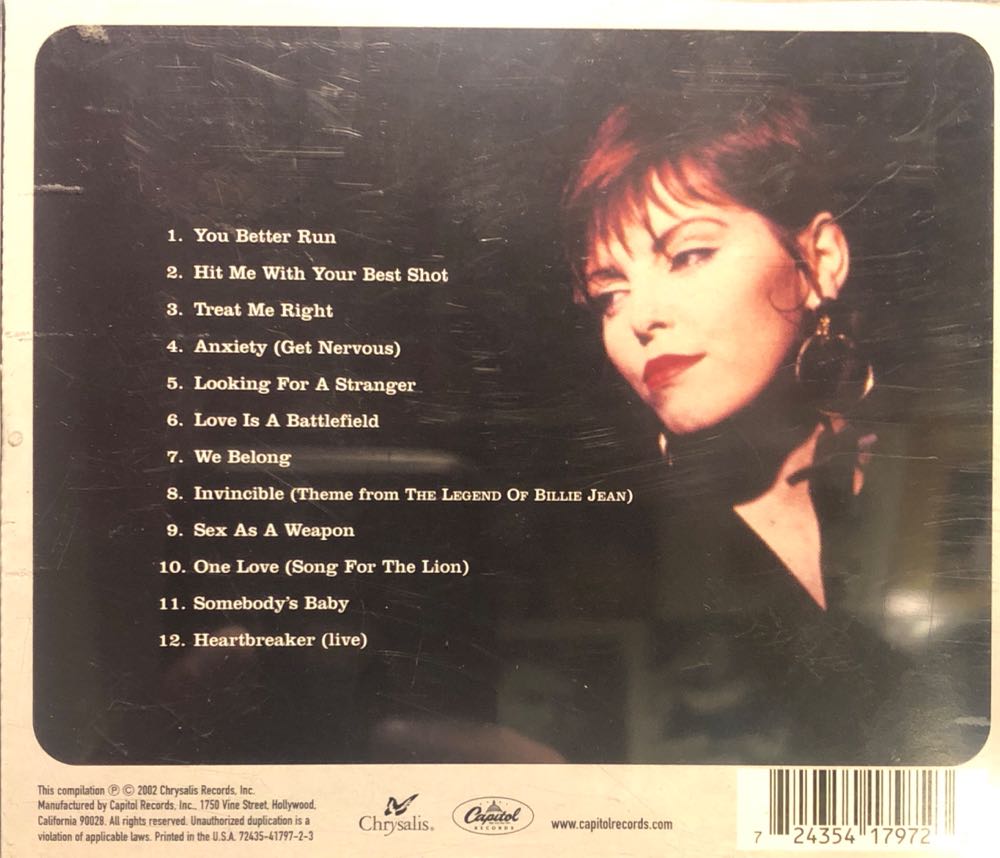 1. You Better Run
2. Hit Me With Your Best Shot
3. Treat Me Right
4. Anxiety (Get Nervous)
5. Looking For A Stranger
6. Love Is A Battlefield
7. We Belong
8. Invincible (Theme from THE LEGEND OF BILLIE JEAN)
9. Sex As A Weapon
10. One Love (Song For The Lion)
11. Somebody's Baby
12. Heartbreaker (live)
This compilation Ⓟ © 2002 Chrysalis Records, Inc.
Manufactured by Capitol Records, Inc., 1750 Vine Street, Hollywood,
California 90028. All rights reserved. Unauthorized duplication is a
violation of applicable laws. Printed in the U.S.A. 72435-41797-2-3
Chrysalis®
Capitol
RECORDS
www.capitolrecords.com
7 24354 17972